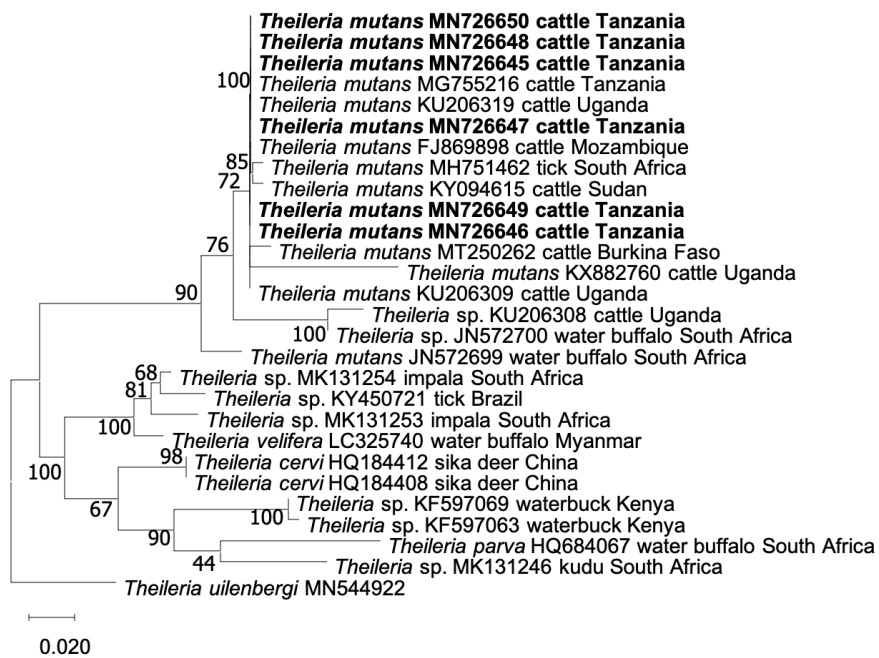 Theileria mutans MN726650 cattle Tanzania
Theileria mutans MN726648 cattle Tanzania
Theileria mutans MN726645 cattle Tanzania
100
Theileria mutans MG755216 cattle Tanzania
Theileria mutans KU206319 cattle Uganda
Theileria mutans MN726647 cattle Tanzania
Theileria mutans FJ869898 cattle Mozambique
85
Theileria mutans MH751462 tick South Africa
72
Theileria mutans KY094615 cattle Sudan
Theileria mutans MN726649 cattle Tanzania
Theileria mutans MN726646 cattle Tanzania
76
Theileria mutans MT250262 cattle Burkina Faso
Theileria mutans KX882760 cattle Uganda
90
Theileria mutans KU206309 cattle Uganda
Theileria sp. KU206308 cattle Uganda
100
Theileria sp. JN572700 water buffalo South Africa
Theileria mutans JN572699 water buffalo South Africa
68
Theileria sp. MK131254 impala South Africa
81
Theileria sp. KY450721 tick Brazil
Theileria sp. MK131253 impala South Africa
100
Theileria velifera LC325740 water buffalo Myanmar
98
Theileria cervi HQ184412 sika deer China
100
Theileria cervi HQ184408 sika deer China
67
Theileria sp. KF597069 waterbuck Kenya
100
Theileria sp. KF597063 waterbuck Kenya
90
Theileria parva HQ684067 water buffalo South Africa
44
Theileria sp. MK131246 kudu South Africa
Theileria uilenbergi MN544922
0.020